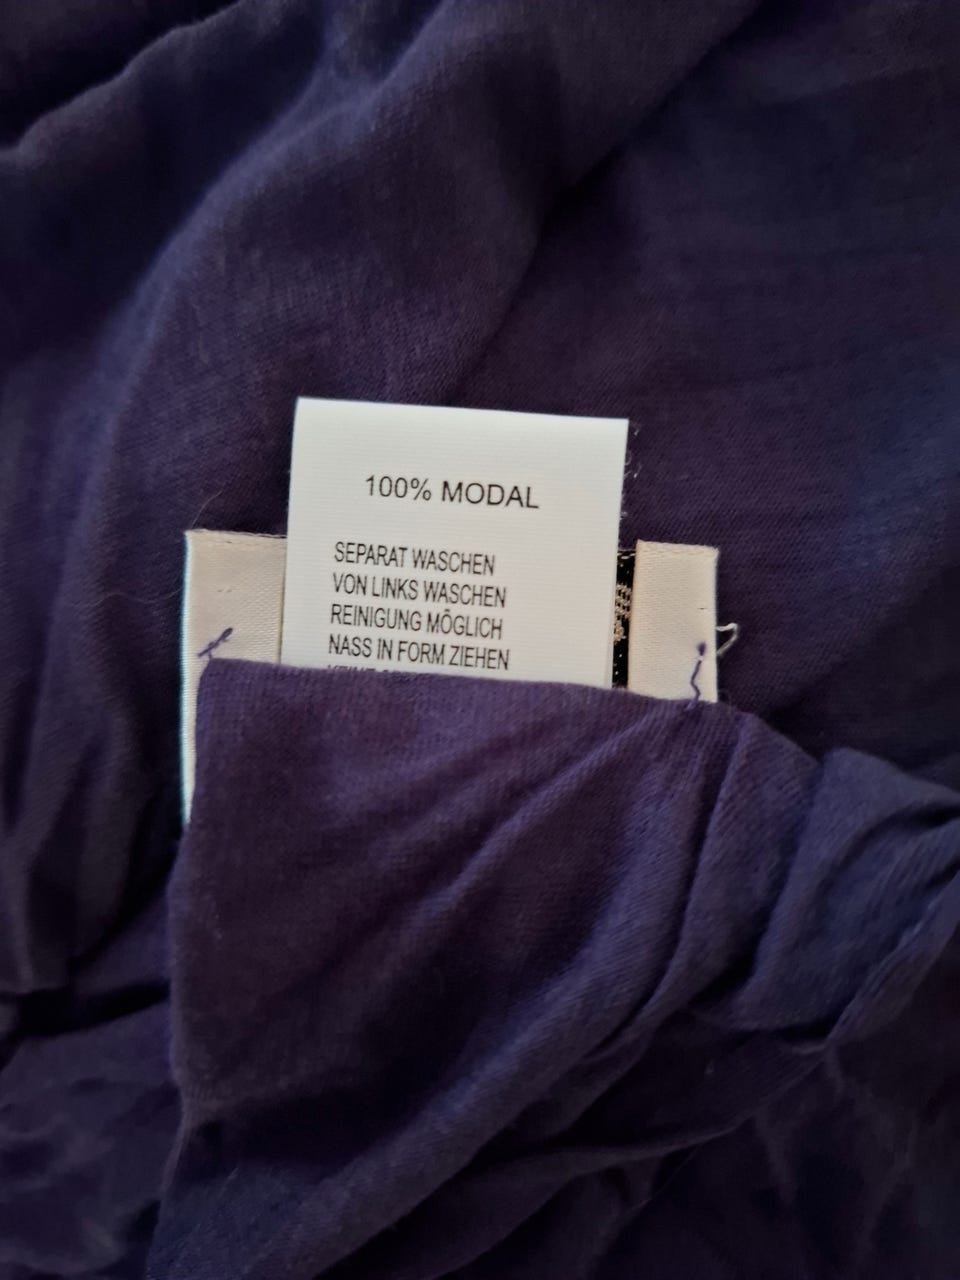 100% MODAL
SEPARAT WASCHEN
VON LINKS WASCHEN
REINIGUNG MÖGLICH
NASS IN FORM ZIEHEN